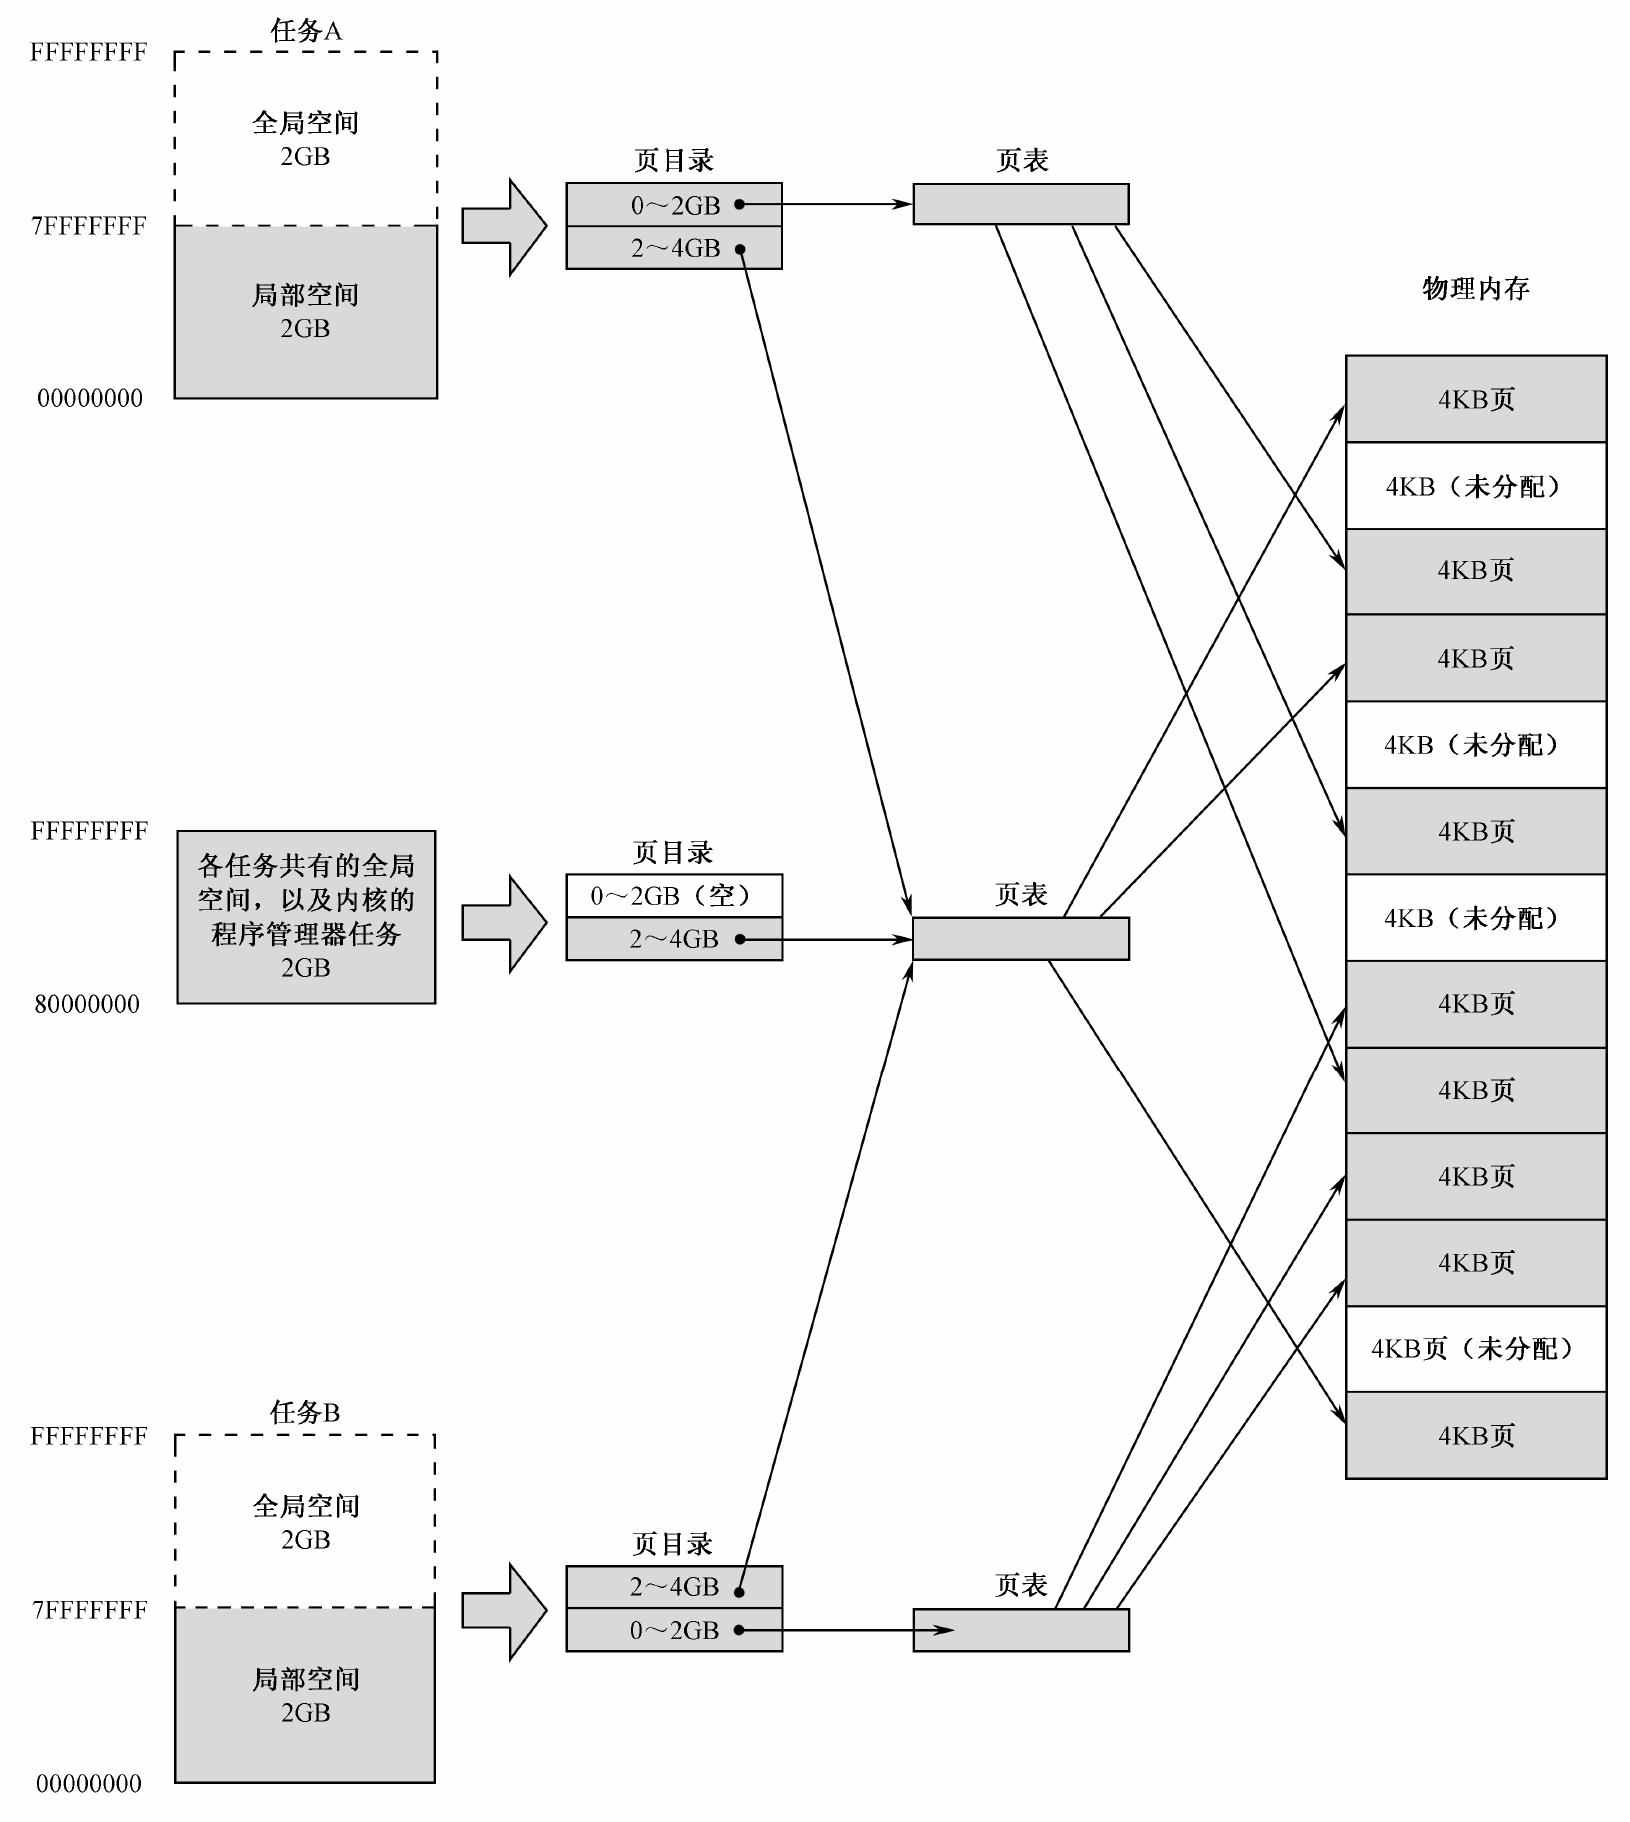 任务A
FFFFFFFF
全局空间
2GB
7FFFFFFF
局部空间
2GB
00000000
页目录
0～2GB
2～4GB
页表
物理内存
4KB页
4KB（未分配）
4KB页
4KB页
4KB（未分配）
4KB页
4KB（未分配）
4KB页
4KB页
4KB页
4KB页
4KB页（未分配）
4KB页
FFFFFFFF
各任务共有的全局
空间，以及内核的
程序管理器任务
2GB
80000000
页目录
0～2GB（空）
2～4GB
页表
任务B
FFFFFFFF
全局空间
2GB
7FFFFFFF
局部空间
2GB
00000000
页目录
2～4GB
0～2GB
页表